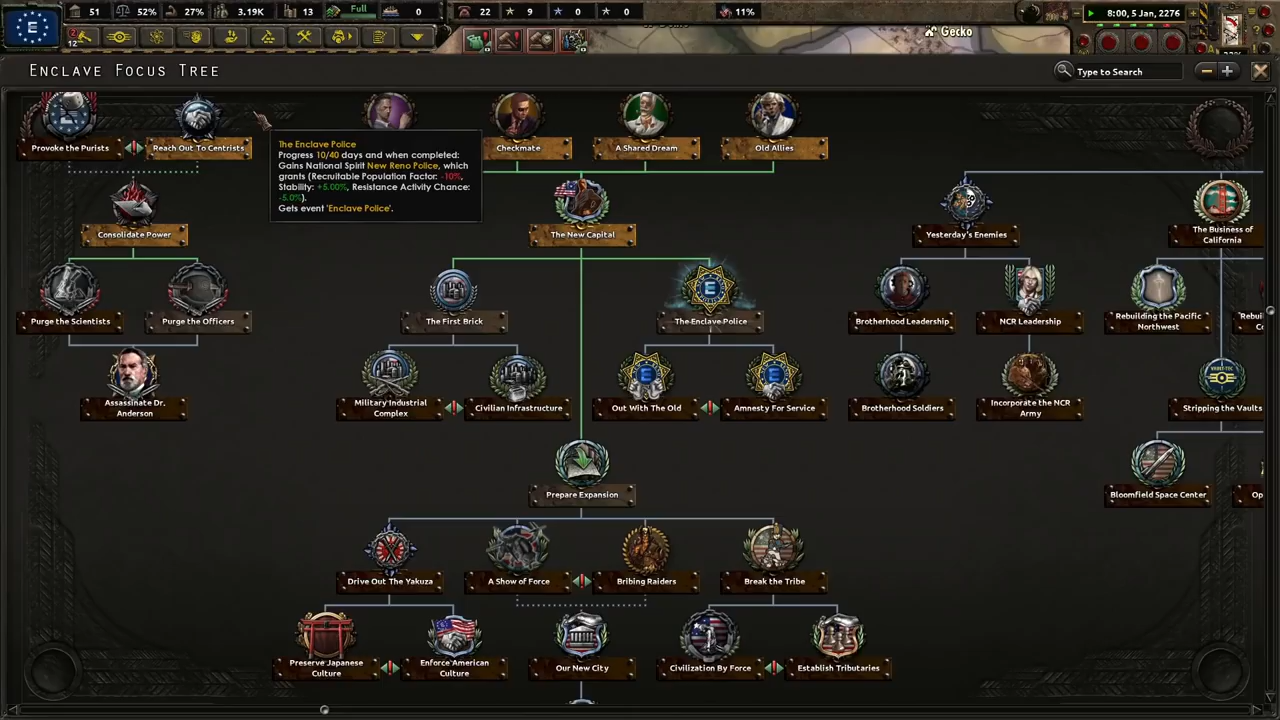 51 52% 27% 3.19K 13 Full 0 22 9 0 0 11% 8:00, 5 Jan, 2276
E 12 Gecko
ENCLAVE FOCUS TREE Type to Search
Provoke the Purists Reach Out To Centrists Checkmate A Shared Dream Old Allies
The Enclave Police
Progress 10/40 days and when completed:
Gains National Spirit New Reno Police, which
grants (Recruitable Population Factor: -10%,
Stability: +5.00%, Resistance Activity Chance:
-5.0%).
Gets event 'Enclave Police'.
Consolidate Power The New Capital Yesterday's Enemies The Business of
California
Purge the Scientists Purge the Officers The First Brick The Enclave Police Brotherhood Leadership NCR Leadership Rebuilding the Pacific
Northwest
Assassinate Dr.
Anderson
Military Industrial
Complex
Civilian Infrastructure Out With The Old Amnesty For Service Brotherhood Soldiers Incorporate the NCR
Army
VAULT-TEC
Stripping the Vaults
Prepare Expansion Bloomfield Space Center Op
Drive Out The Yakuza A Show of Force Bribing Raiders Break the Tribe
Preserve Japanese
Culture
Enforce American
Culture
Our New City Civilization By Force Establish Tributaries